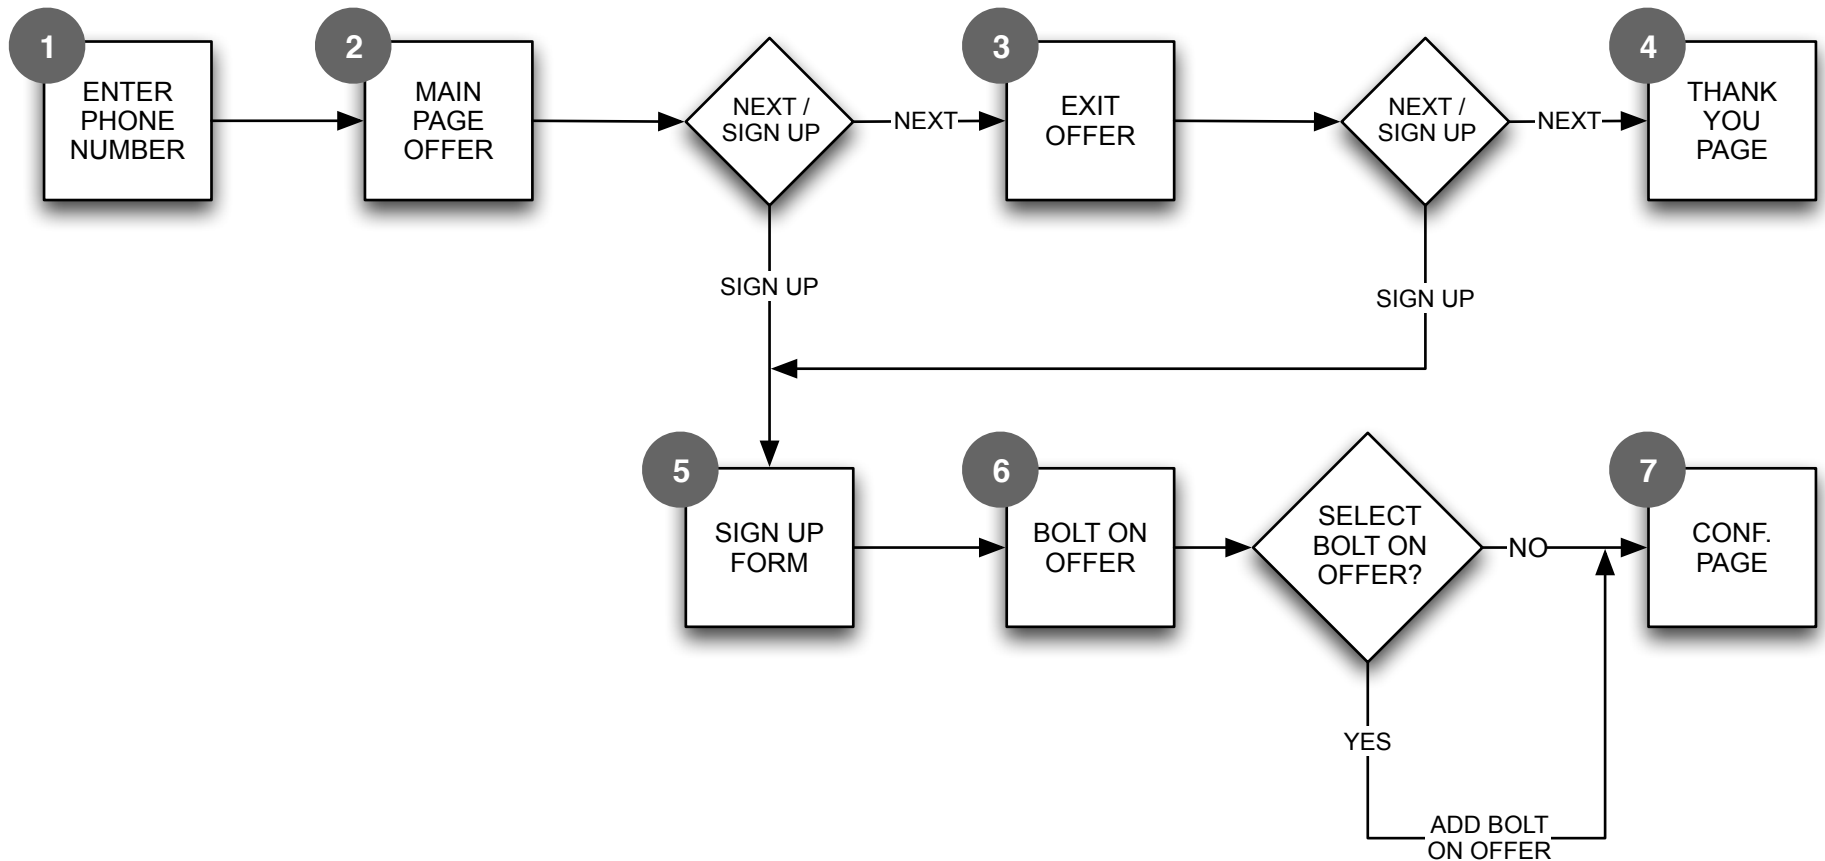 1
ENTER
PHONE
NUMBER
2
MAIN
PAGE
OFFER
NEXT /
SIGN UP
NEXT
3
EXIT
OFFER
NEXT /
SIGN UP
NEXT
4
THANK
YOU
PAGE
SIGN UP
SIGN UP
5
SIGN UP
FORM
6
BOLT ON
OFFER
SELECT
BOLT ON
OFFER?
NO
7
CONF.
PAGE
YES
ADD BOLT
ON OFFER